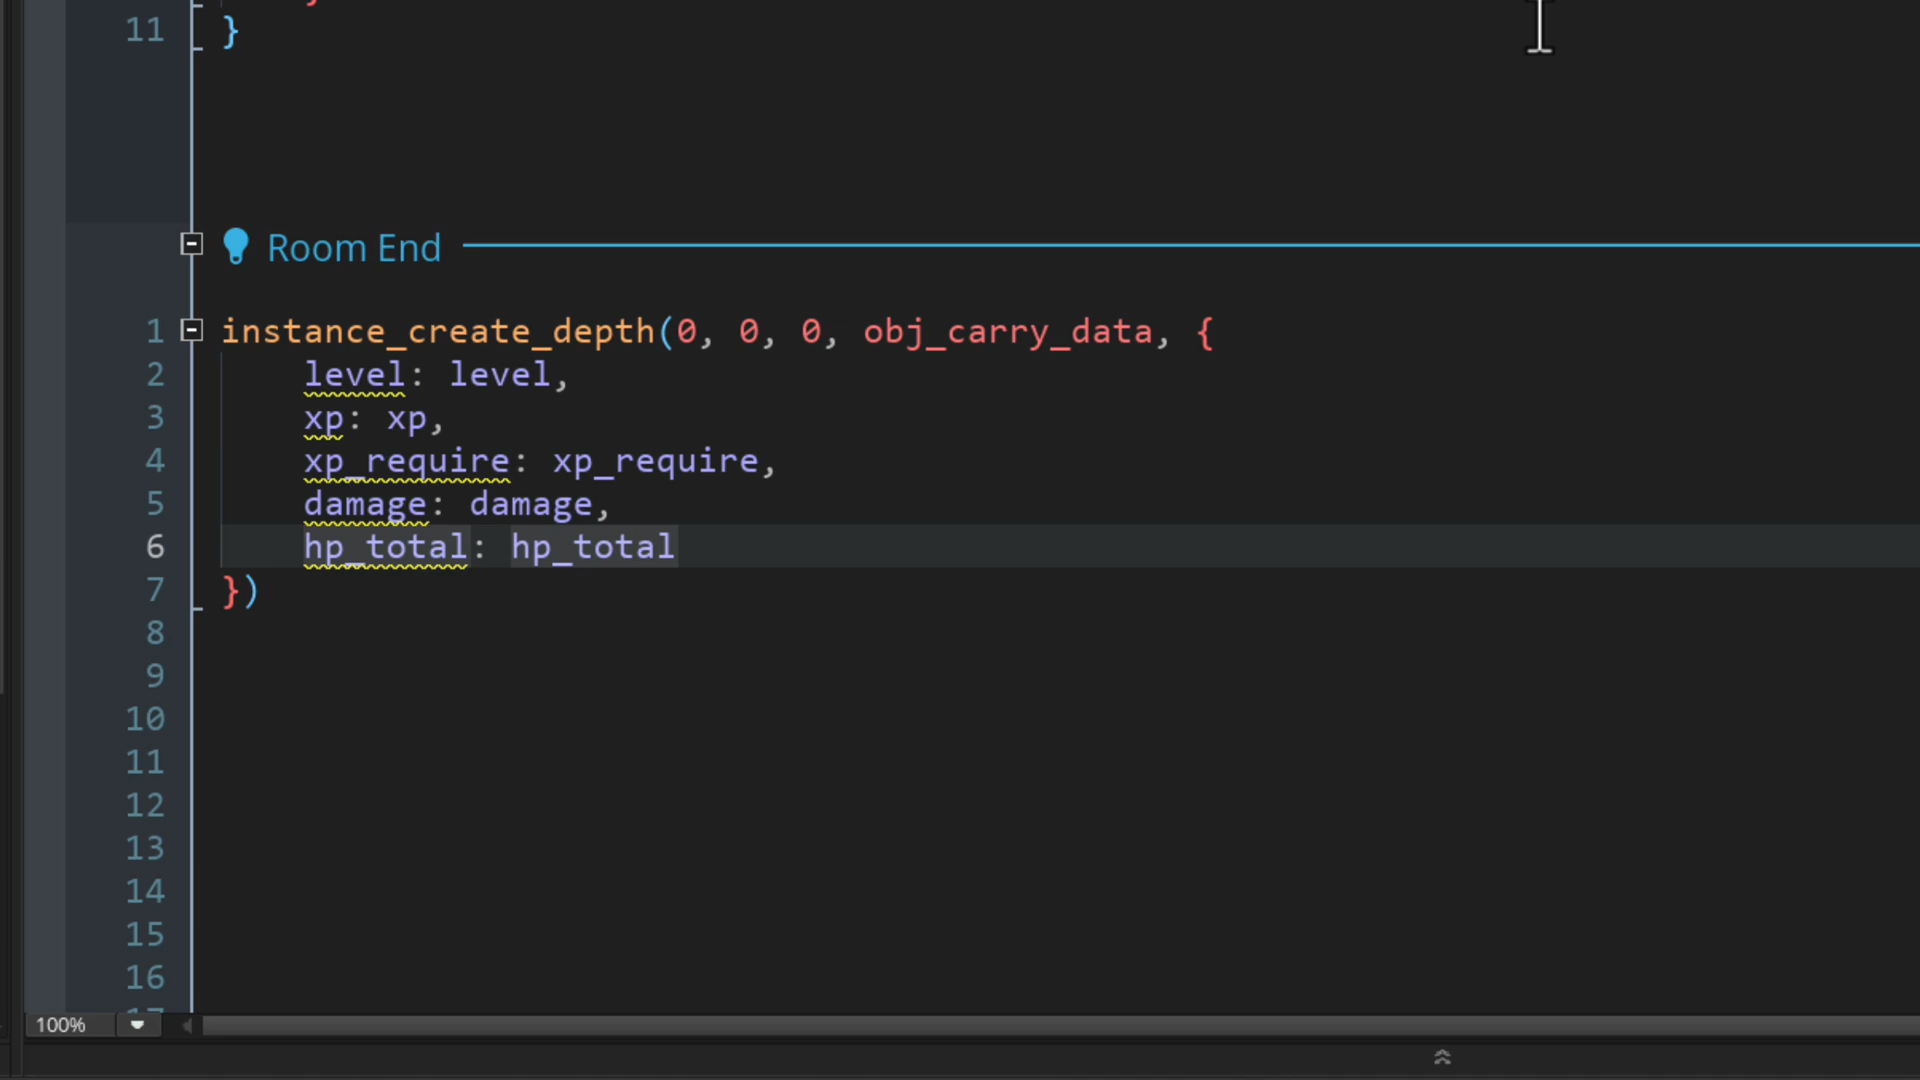 11 }
Room End
1 instance_create_depth(0, 0, 0, obj_carry_data, {
2 level: level,
3 xp: xp,
4 xp_require: xp_require,
5 damage: damage,
6 hp_total: hp_total
7 })
8
9
10
11
12
13
14
15
16
17
100%